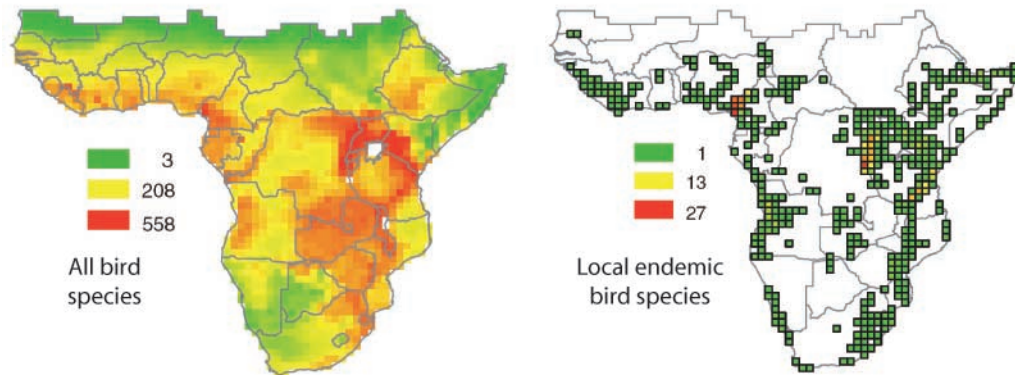 3
208
558
All bird
species
1
13
27
Local endemic
bird species